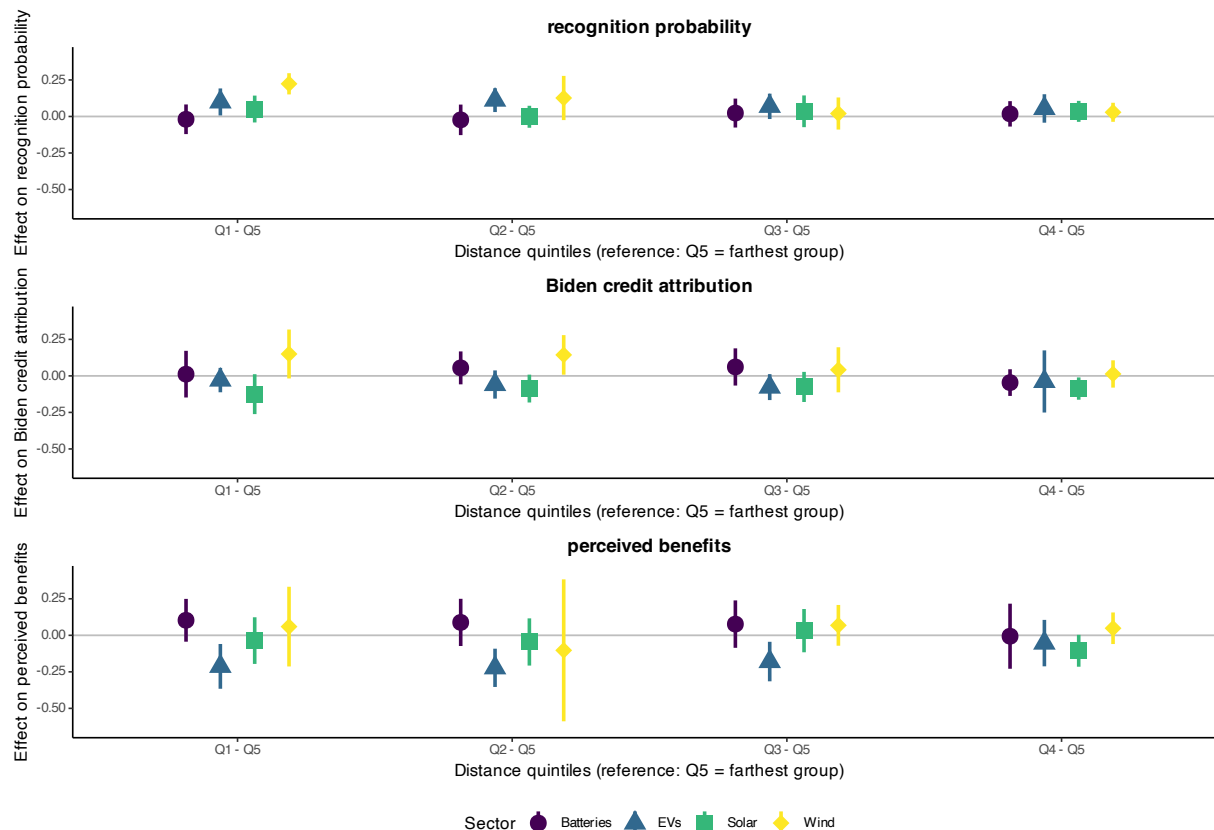 recognition probability
Effect on recognition probability
0.25
0.00
-0.25
-0.50
Q1 - Q5 Q2 - Q5 Q3 - Q5 Q4 - Q5
Distance quintiles (reference: Q5 = farthest group)
Biden credit attribution
Effect on Biden credit attribution
0.25
0.00
-0.25
-0.50
Q1 - Q5 Q2 - Q5 Q3 - Q5 Q4 - Q5
Distance quintiles (reference: Q5 = farthest group)
perceived benefits
Effect on perceived benefits
0.25
0.00
-0.25
-0.50
Q1 - Q5 Q2 - Q5 Q3 - Q5 Q4 - Q5
Distance quintiles (reference: Q5 = farthest group)
Sector Batteries EVs Solar Wind